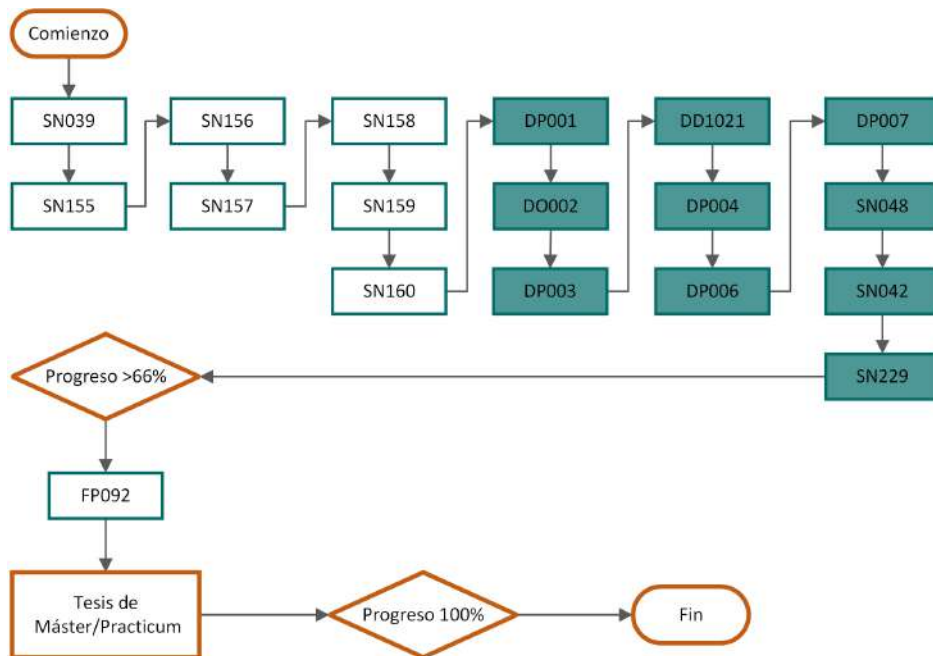 Comienzo
SN039
SN155
SN156
SN157
SN158
SN159
SN160
DP001
DO002
DP003
DD1021
DP004
DP006
DP007
SN048
SN042
SN229
Progreso >66%
FP092
Tesis de
Máster/Practicum
Progreso 100%
Fin